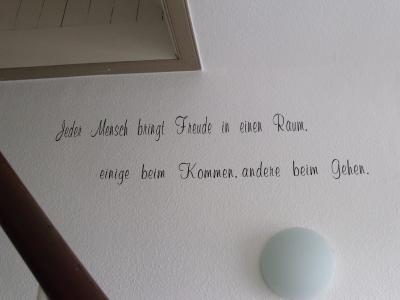 Jeder Mensch bringt Freude in einen Raum.
einige beim Kommen, andere beim Gehen.